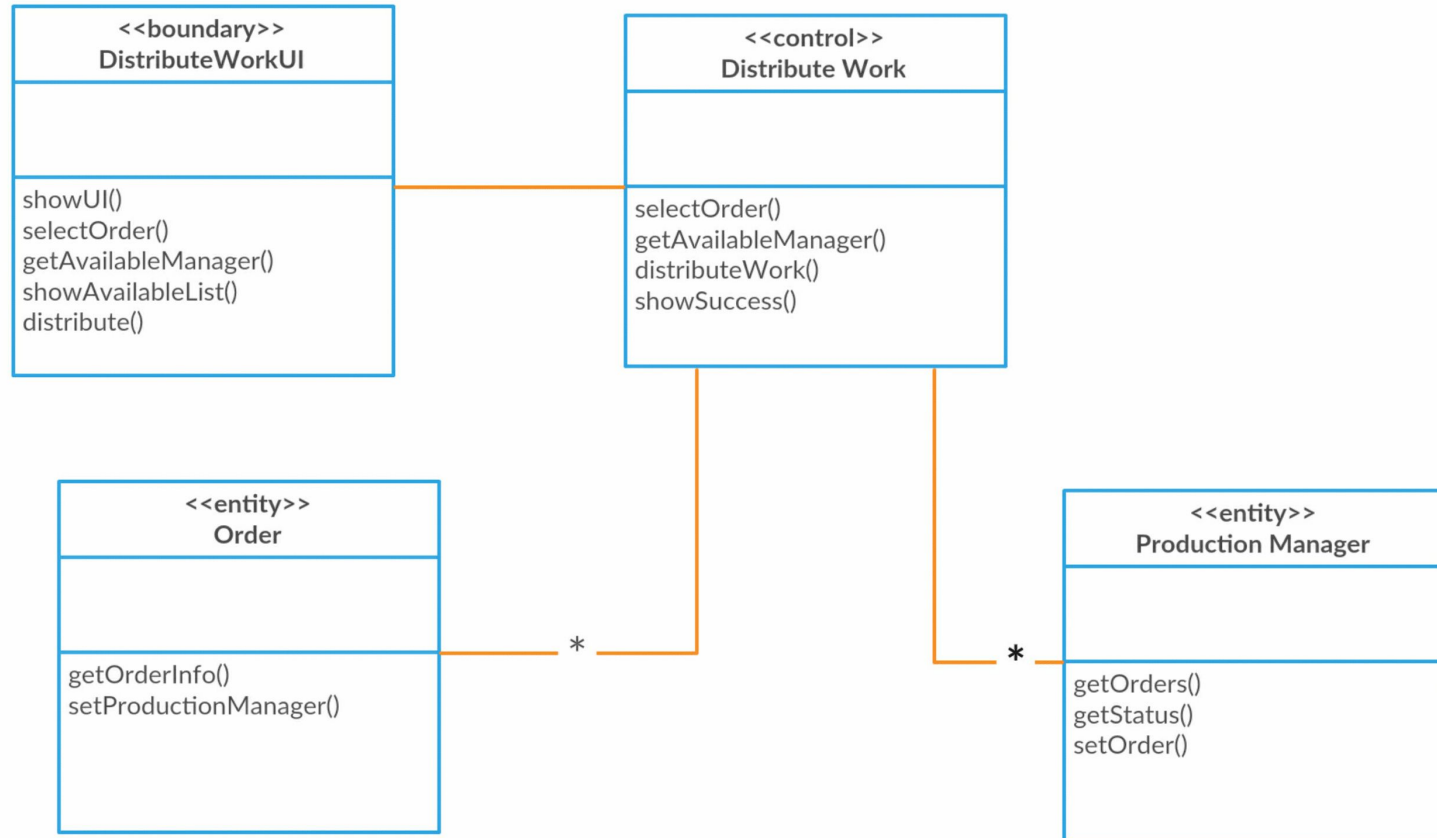 <<boundary>>
DistributeWorkUI
showUI()
selectOrder()
getAvailableManager()
showAvailableList()
distribute()
<<control>>
Distribute Work
selectOrder()
getAvailableManager()
distributeWork()
showSuccess()
<<entity>>
Order
getOrderInfo()
setProductionManager()
*
*
<<entity>>
Production Manager
getOrders()
getStatus()
setOrder()